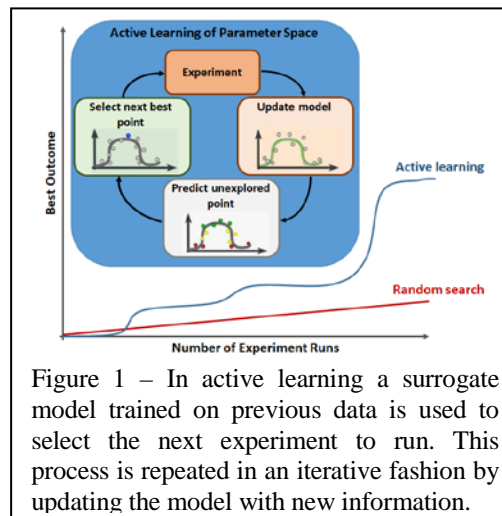 Active Learning of Parameter Space
Experiment
Select next best
point
Update model
Predict unexplored
point
Best Outcome
Active learning
Random search
Number of Experiment Runs
Figure 1 – In active learning a surrogate
model trained on previous data is used to
select the next experiment to run. This
process is repeated in an iterative fashion by
updating the model with new information.